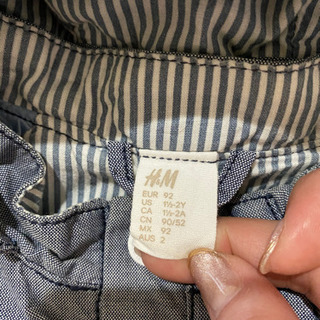 H&M
EUR 92
US 1½-2Y
CA 1½-2A
CN 90/52
MX 92
AUS 2